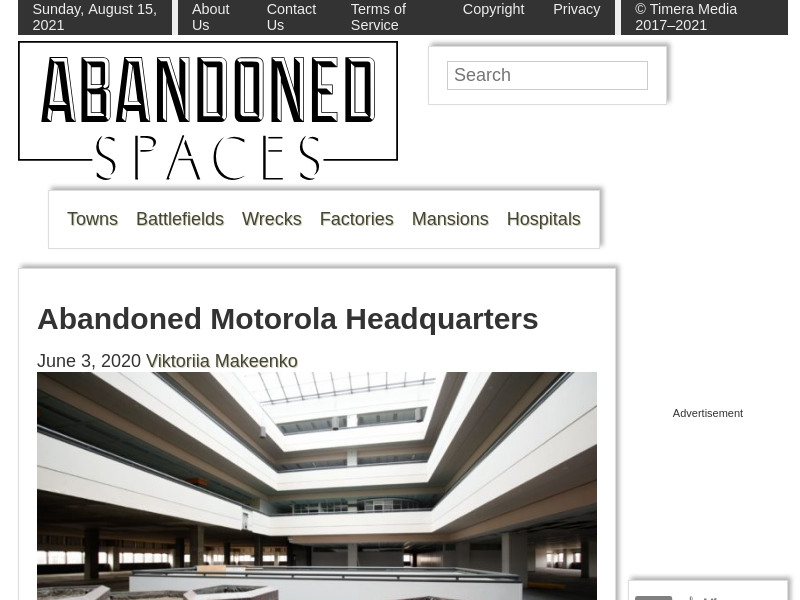 Sunday, August 15,
2021
About
Us
Contact
Us
Terms of
Service
Copyright
Privacy
© Timera Media
2017–2021
ABANDONED
SPACES
Search
Towns Battlefields Wrecks Factories Mansions Hospitals
Abandoned Motorola Headquarters
June 3, 2020 Viktoriia Makeenko
Advertisement